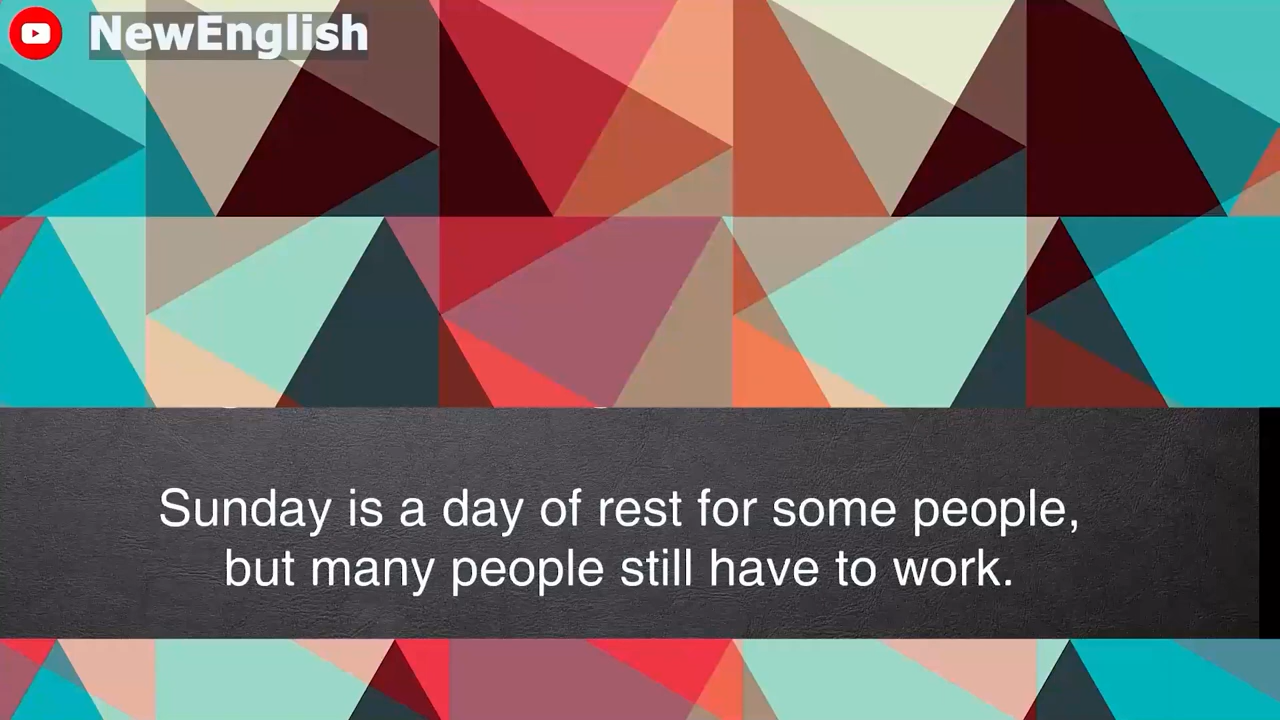 NewEnglish
Sunday is a day of rest for some people,
but many people still have to work.